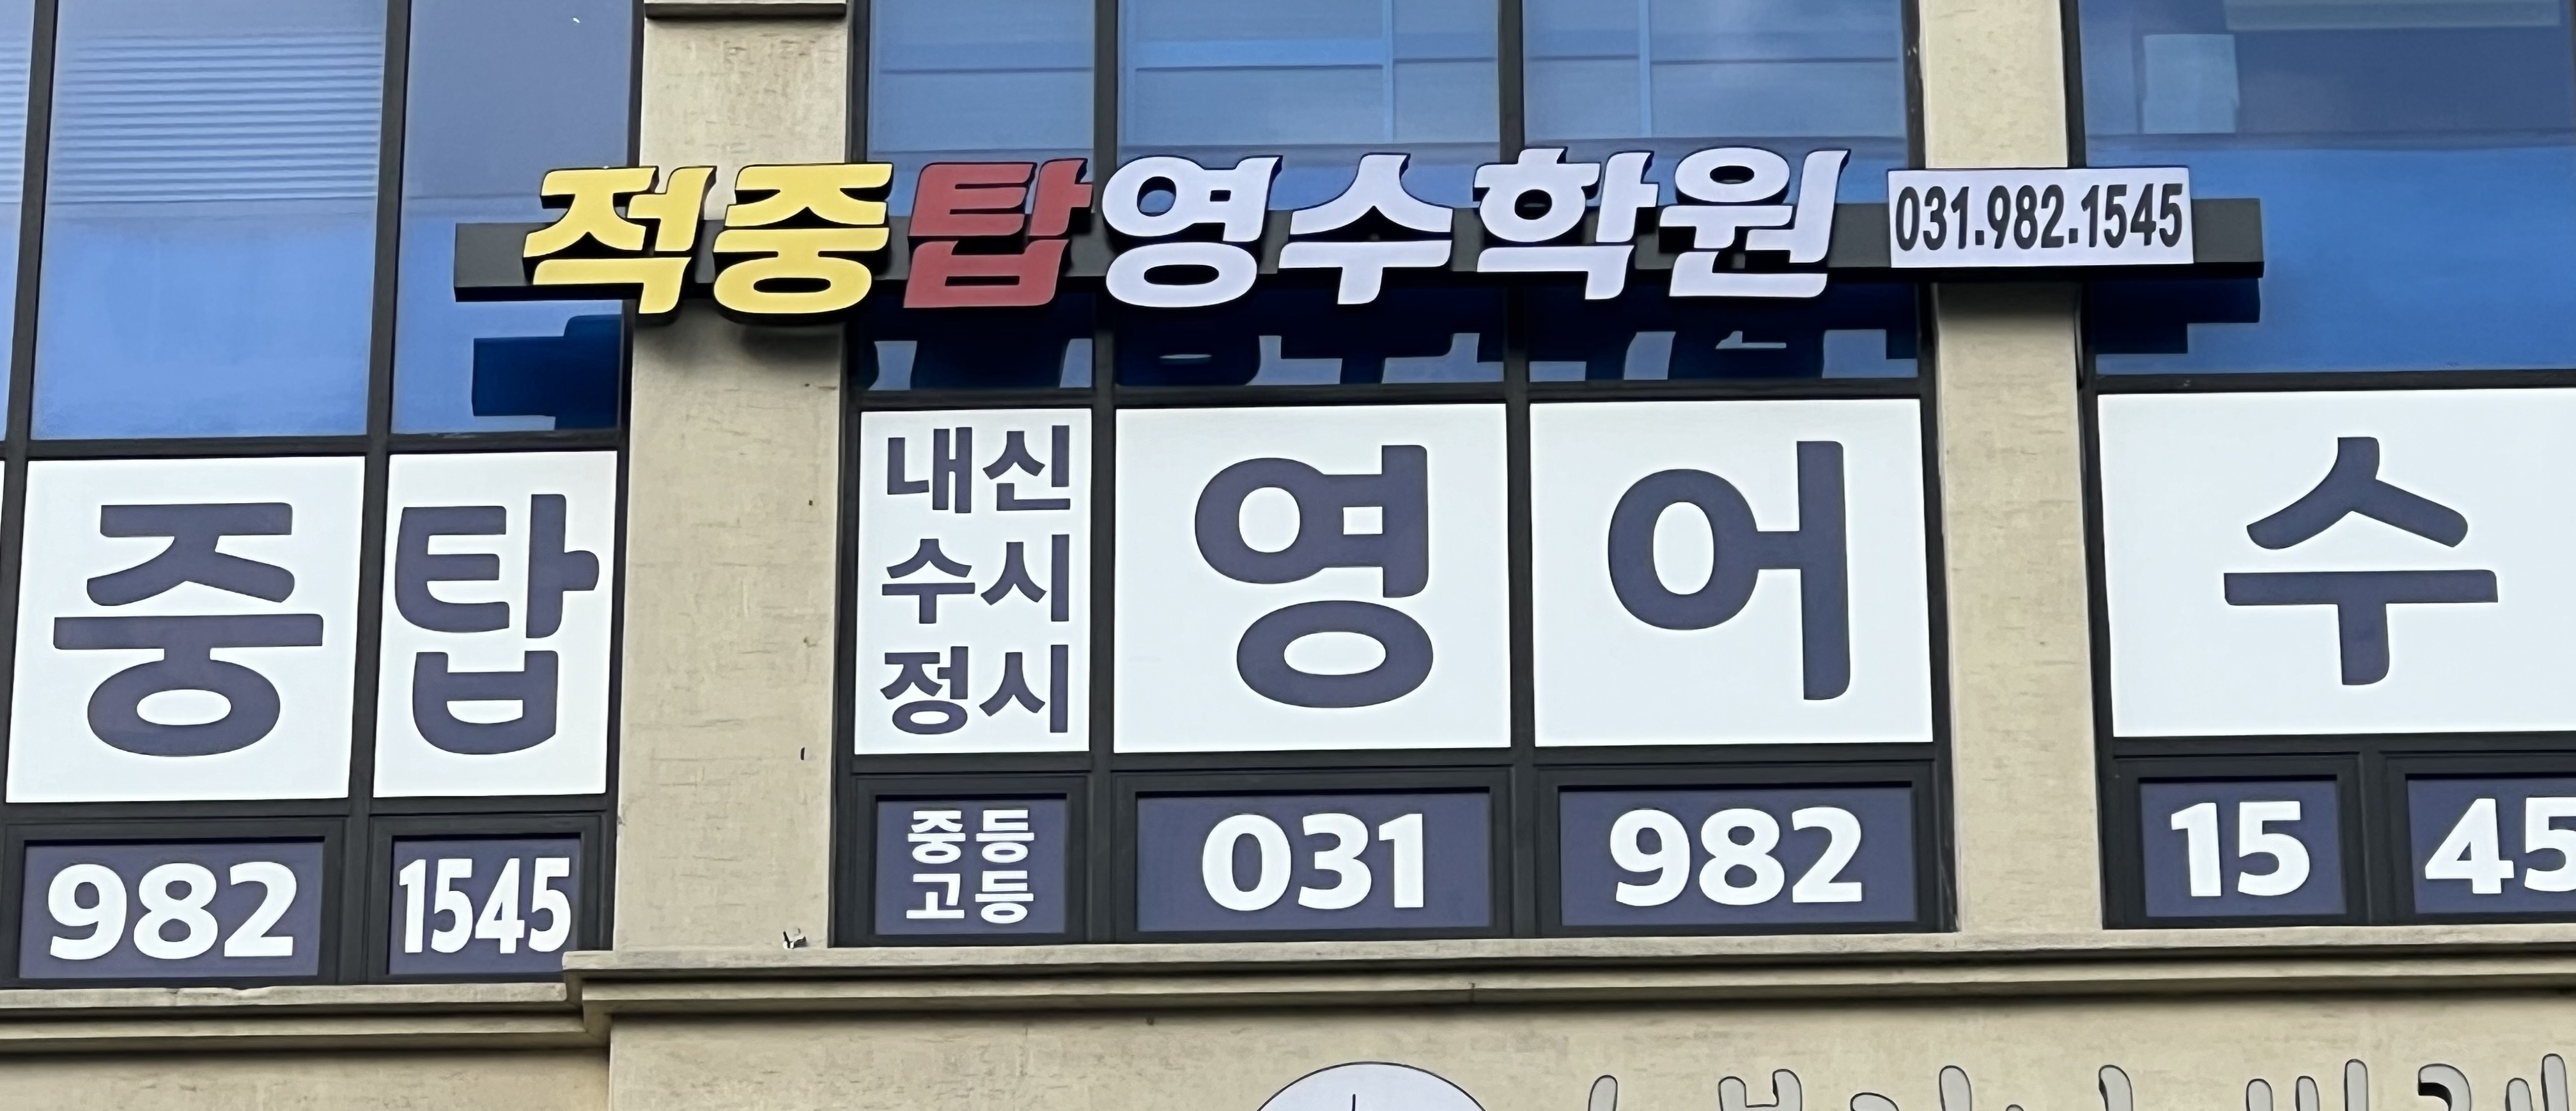 적중탑영수학원 031.982.1545
중탑
내신
수시
정시
영어
수
982 1545
중등
고등
031 982 15 45